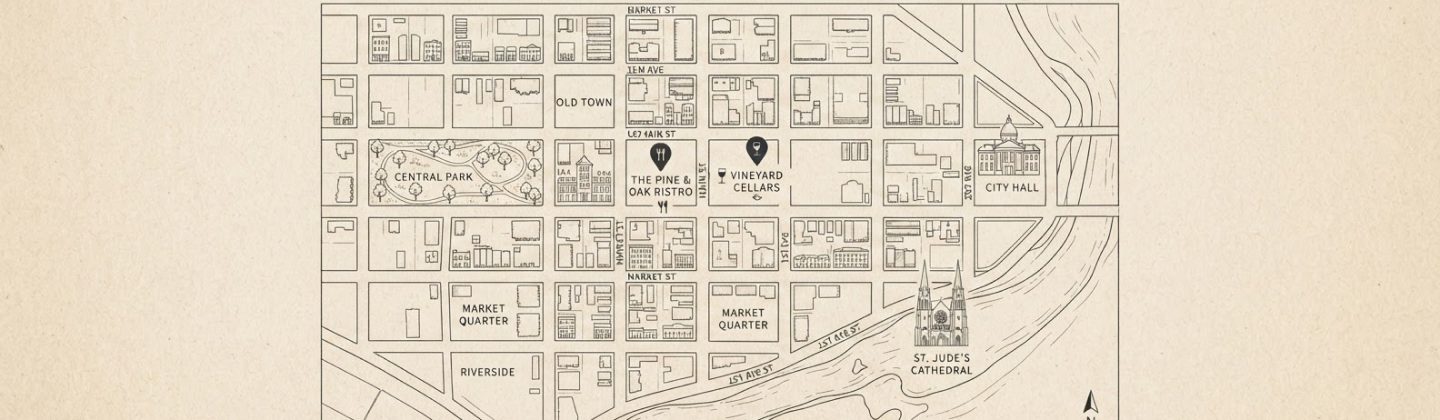 MARKET ST
OLD TOWN
CENTRAL PARK
THE PINE &
OAK RISTRO
VINEYARD
CELLARS
CITY HALL
NARKET ST
MARKET
QUARTER
MARKET
QUARTER
RIVERSIDE
ST. JUDE'S
CATHEDRAL